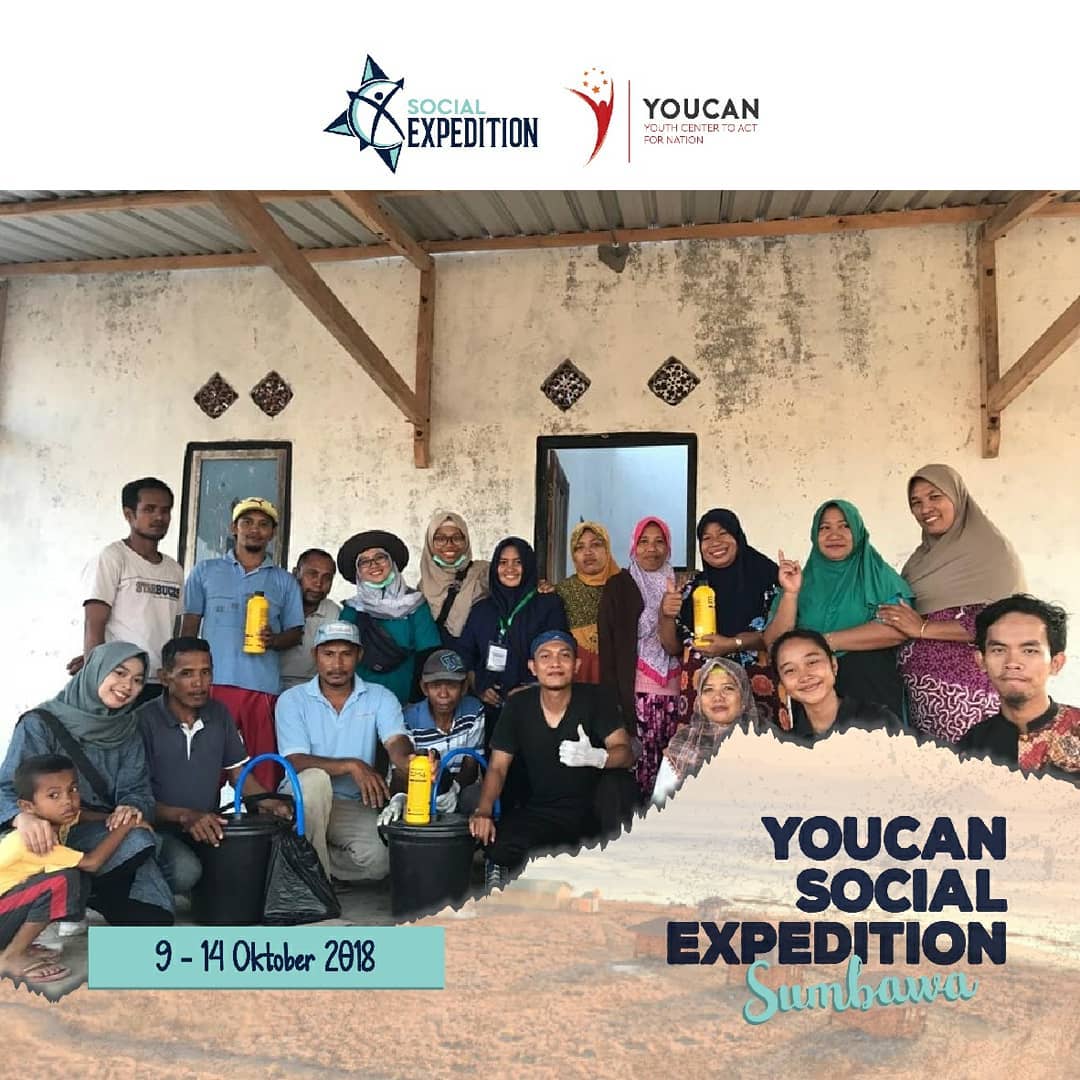 SOCIAL
EXPEDITION
YOUCAN
YOUTH CENTER TO ACT
FOR NATION
STARBUCKS
9 - 14 Oktober 2018
YOUCAN
SOCIAL
EXPEDITION
Sumbawa